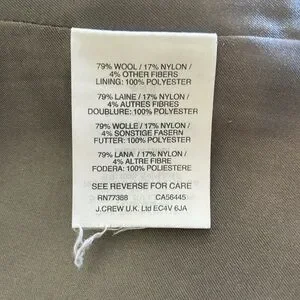 79% WOOL / 17% NYLON /
4% OTHER FIBERS
LINING: 100% POLYESTER
79% LAINE / 17% NYLON /
4% AUTRES FIBRES
DOUBLURE: 100% POLYESTER
79% WOLLE / 17% NYLON /
4% SONSTIGE FASERN
FUTTER: 100% POLYESTER
79% LANA / 17% NYLON /
4% ALTRE FIBRE
FODERA: 100% POLIESTERE
SEE REVERSE FOR CARE
RN77388 CA56445
J.CREW U.K. Ltd EC4V 6JA